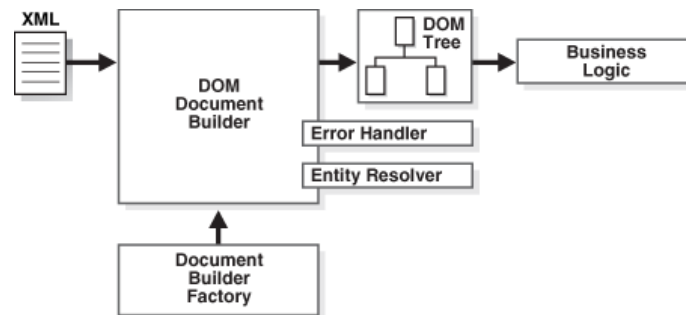 XML
DOM
Document
Builder
DOM
Tree
Business
Logic
Error Handler
Entity Resolver
Document
Builder
Factory